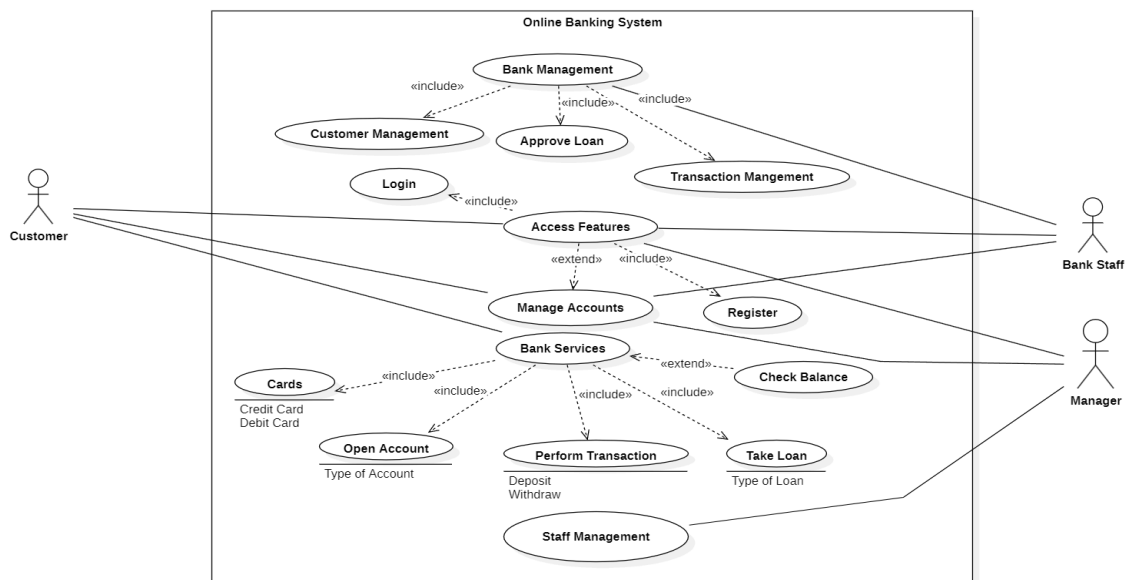 Online Banking System
Bank Management
«include»
«include»
«include»
Customer Management
Approve Loan
Transaction Mangement
Login
«include»
Customer
Access Features
Bank Staff
«extend»
«include»
Manage Accounts
Register
Bank Services
«extend»
Check Balance
Manager
Cards
Credit Card
Debit Card
«include»
«include»
«include»
«include»
Open Account
Type of Account
Perform Transaction
Deposit
Withdraw
Take Loan
Type of Loan
Staff Management